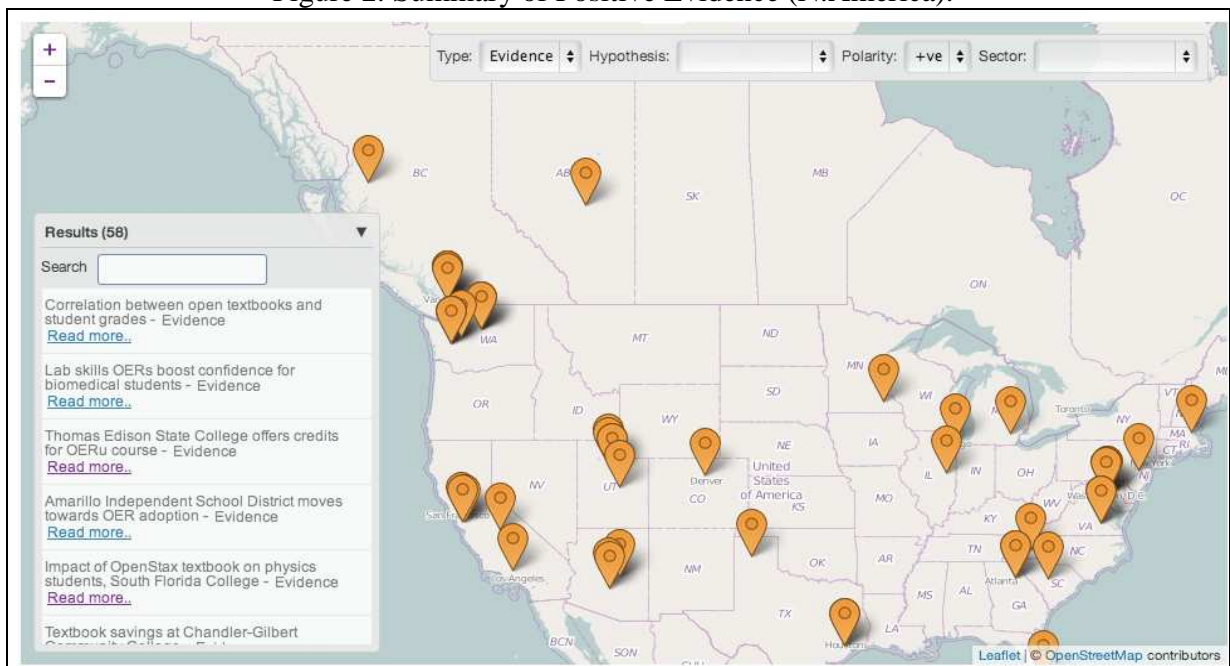 Figure 2: Summary of Positive Evidence (N.America).
+
−
Type: Evidence Hypothesis: Polarity: +ve Sector:
BC
AB
SK
MB
ON
QC
Results (58)
Search
Correlation between open textbooks and
student grades - Evidence
Read more..
Lab skills OERs boost confidence for
biomedical students - Evidence
Read more..
Thomas Edison State College offers credits
for OERu course - Evidence
Read more..
Amarillo Independent School District moves
towards OER adoption - Evidence
Read more..
Impact of OpenStax textbook on physics
students, South Florida College - Evidence
Read more..
Textbook savings at Chandler-Gilbert
WA
MT
ND
MN
OR
ID
WY
SD
WI
Toronto
VT
NY
MA
CT RI
NV
UT
Denver
CO
NE
United
States
of America
KS
IA
IL
IN
OH
MO
WV
VA
KY
Los Angeles
NM
OK
AR
TN
NC
SC
Atlanta
MS
AL
GA
TX
LA
BCN
SON
Leaflet | © OpenStreetMap contributors